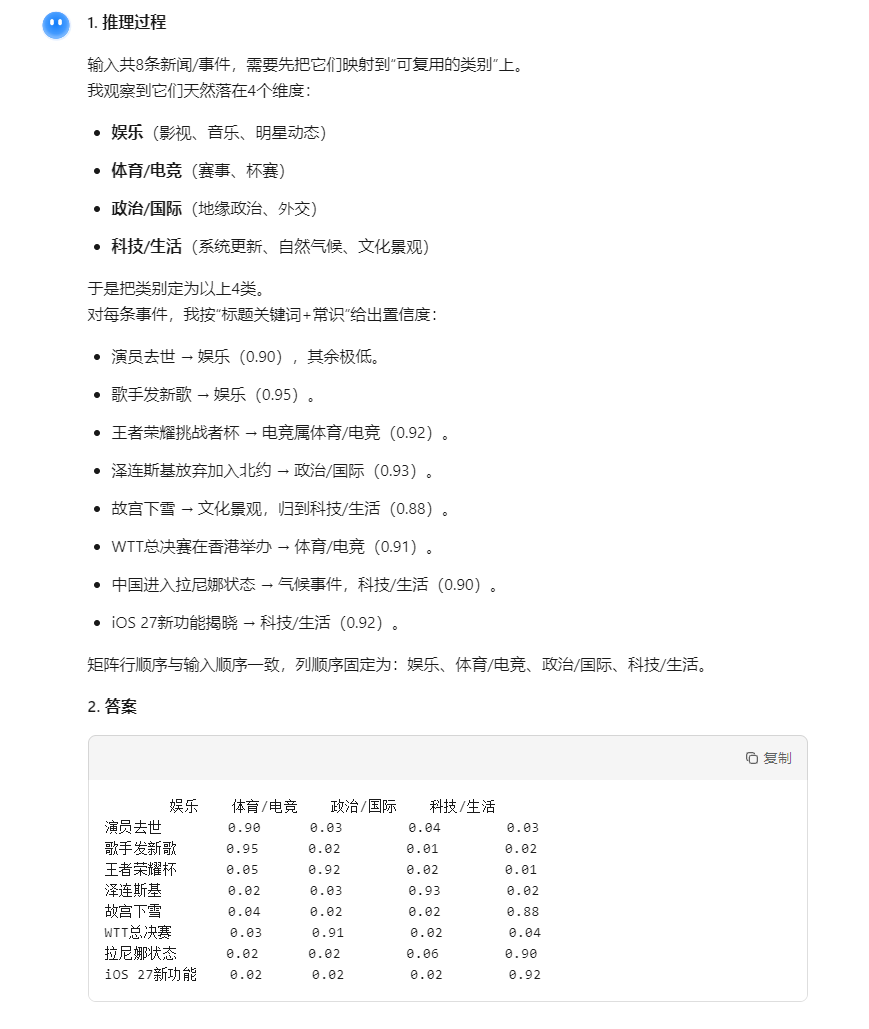 1. 推理过程
输入共8条新闻/事件，需要先把它们映射到“可复用的类别”上。
我观察到它们天然落在4个维度：
• 娱乐（影视、音乐、明星动态）
• 体育/电竞（赛事、杯赛）
• 政治/国际（地缘政治、外交）
• 科技/生活（系统更新、自然气候、文化景观）
于是把类别定为以上4类。
对每条事件，我按“标题关键词+常识”给出置信度：
• 演员去世 → 娱乐（0.90），其余极低。
• 歌手发新歌 → 娱乐（0.95）。
• 王者荣耀挑战者杯 → 电竞属体育/电竞（0.92）。
• 泽连斯基放弃加入北约 → 政治/国际（0.93）。
• 故宫下雪 → 文化景观，归到科技/生活（0.88）。
• WTT总决赛在香港举办 → 体育/电竞（0.91）。
• 中国进入拉尼娜状态 → 气候事件，科技/生活（0.90）。
• iOS 27新功能揭晓 → 科技/生活（0.92）。
矩阵行顺序与输入顺序一致，列顺序固定为：娱乐、体育/电竞、政治/国际、科技/生活。
2. 答案
复制
娱乐 体育/电竞 政治/国际 科技/生活
演员去世 0.90 0.03 0.04 0.03
歌手发新歌 0.95 0.02 0.01 0.02
王者荣耀杯 0.05 0.92 0.02 0.01
泽连斯基 0.02 0.03 0.93 0.02
故宫下雪 0.04 0.02 0.02 0.88
WTT总决赛 0.03 0.91 0.02 0.04
拉尼娜状态 0.02 0.02 0.06 0.90
iOS 27新功能 0.02 0.02 0.02 0.92